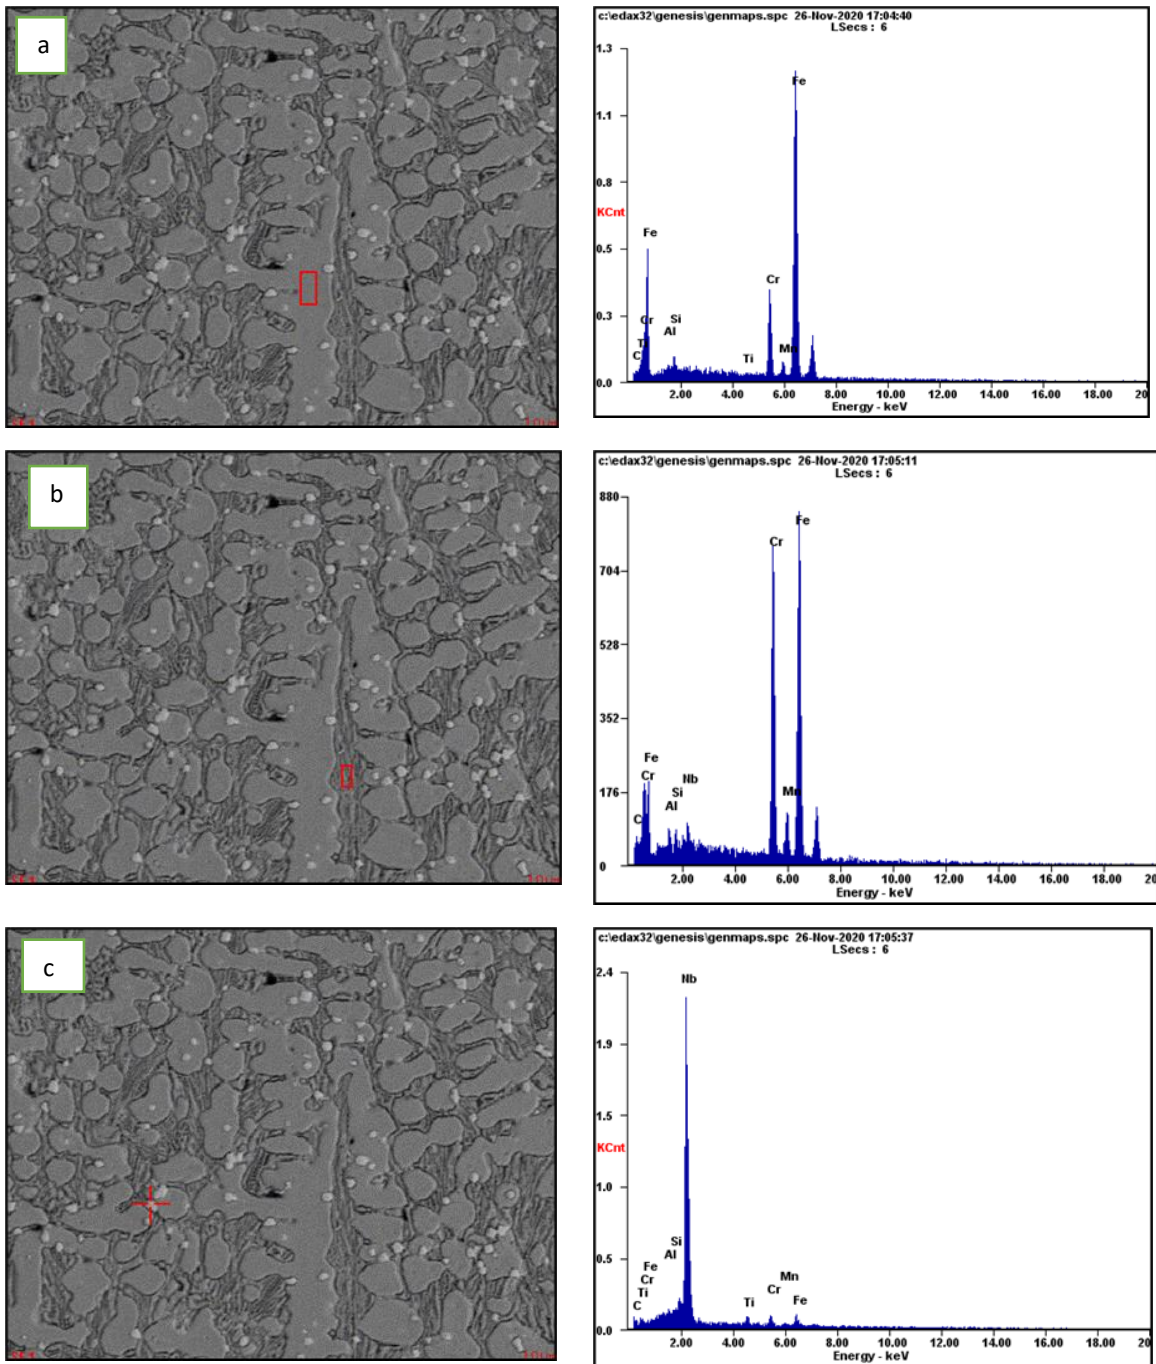 a
c:\edax32\genesis\genmaps.spc 26-Nov-2020 17:04:40
LSecs : 6
1.3
1.1
0.8
KCnt
0.5
0.3
0.0
Fe
Cr
C
Si
Al
Ti
Cr
Mn
Fe
2.00 4.00 6.00 8.00 10.00 12.00 14.00 16.00 18.00 20
Energy - keV
b
c:\edax32\genesis\genmaps.spc 26-Nov-2020 17:05:11
LSecs : 6
880
704
528
352
176
0
Fe
Cr
C
Nb
Si
Al
Cr
Mn
Fe
2.00 4.00 6.00 8.00 10.00 12.00 14.00 16.00 18.00 20
Energy - keV
c
c:\edax32\genesis\genmaps.spc 26-Nov-2020 17:05:37
LSecs : 6
2.4
1.9
1.5
KCnt
1.0
0.5
0.0
Nb
Si
Al
Fe
Cr
Ti
C
Ti
Cr
Mn
Fe
2.00 4.00 6.00 8.00 10.00 12.00 14.00 16.00 18.00 20
Energy - keV